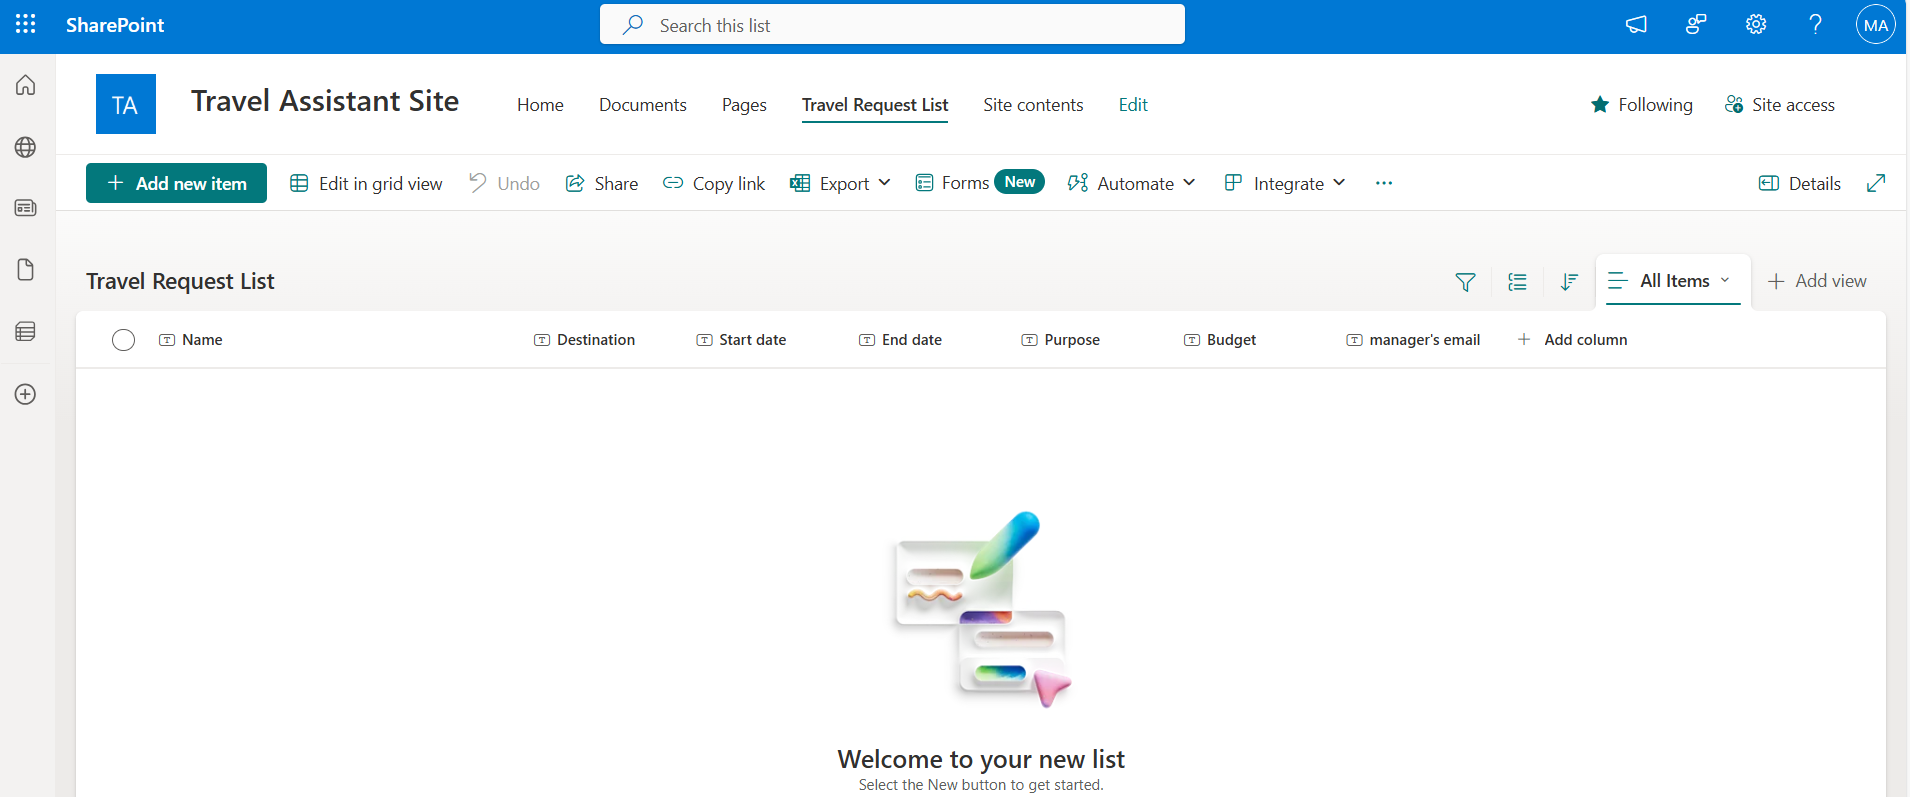 SharePoint
Search this list
MA
TA
Travel Assistant Site
Home
Documents
Pages
Travel Request List
Site contents
Edit
Following
Site access
Add new item
Edit in grid view
Undo
Share
Copy link
Export
Forms
New
Automate
Integrate
Details
Travel Request List
All Items
Add view
Name
Destination
Start date
End date
Purpose
Budget
manager's email
Add column
Welcome to your new list
Select the New button to get started.